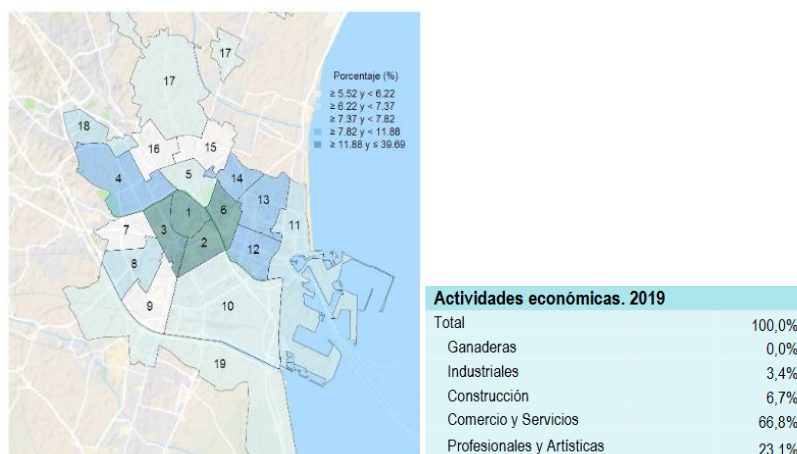 17
17
Porcentaje (%)
≥ 5.52 y < 6.22
≥ 6.22 y < 7.37
≥ 7.37 y < 7.82
≥ 7.82 y < 11.88
≥ 11.88 y ≤ 39.69
18
16
15
4
5
14
13
1
6
3
11
7
2
12
8
9
10
19
Actividades económicas. 2019
Total 100,0%
Ganaderas 0,0%
Industriales 3,4%
Construcción 6,7%
Comercio y Servicios 66,8%
Profesionales y Artísticas 23,1%